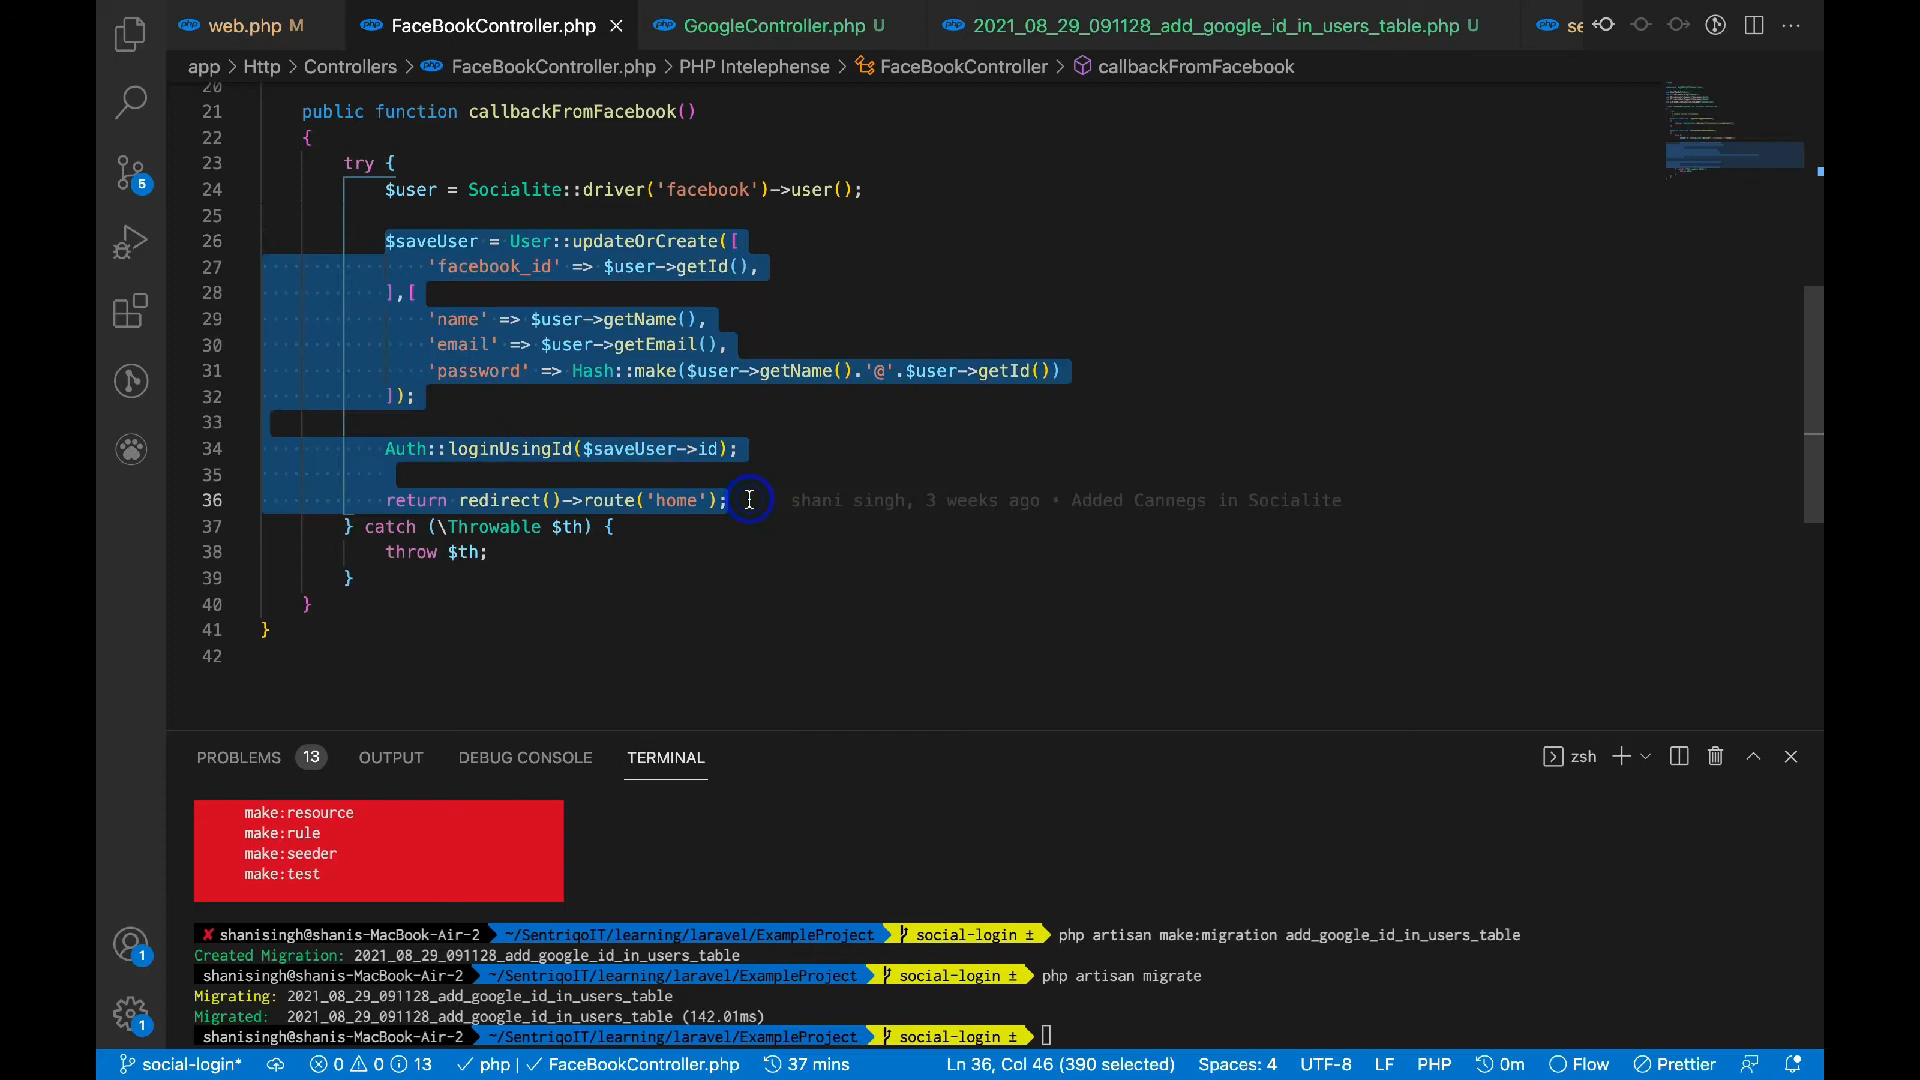 web.php M
FaceBookController.php
GoogleController.php U
2021_08_29_091128_add_google_id_in_users_table.php U
se
app > Http > Controllers > FaceBookController.php > PHP Intelephense > FaceBookController > callbackFromFacebook
20
21 public function callbackFromFacebook()
22 {
23 try {
24 $user = Socialite::driver('facebook')->user();
25
26 $saveUser = User::updateOrCreate([
27 'facebook_id' => $user->getId(),
28 ],[
29 'name' => $user->getName(),
30 'email' => $user->getEmail(),
31 'password' => Hash::make($user->getName().'@'.$user->getId())
32 ]);
33
34 Auth::loginUsingId($saveUser->id);
35
36 return redirect()->route('home'); shani singh, 3 weeks ago • Added Cannegs in Socialite
37 } catch (\Throwable $th) {
38 throw $th;
39 }
40 }
41 }
42
5
1
1
PROBLEMS 13 OUTPUT DEBUG CONSOLE TERMINAL
zsh
make:resource
make:rule
make:seeder
make:test
✘ shanisingh@shanis-MacBook-Air-2 ~/SentriqoIT/learning/laravel/ExampleProject social-login ± php artisan make:migration add_google_id_in_users_table
Created Migration: 2021_08_29_091128_add_google_id_in_users_table
shanisingh@shanis-MacBook-Air-2 ~/SentriqoIT/learning/laravel/ExampleProject social-login ± php artisan migrate
Migrating: 2021_08_29_091128_add_google_id_in_users_table
Migrated: 2021_08_29_091128_add_google_id_in_users_table (142.01ms)
shanisingh@shanis-MacBook-Air-2 ~/SentriqoIT/learning/laravel/ExampleProject social-login ±
social-login* 0 0 13 php | FaceBookController.php 37 mins Ln 36, Col 46 (390 selected) Spaces: 4 UTF-8 LF PHP 0m Flow Prettier